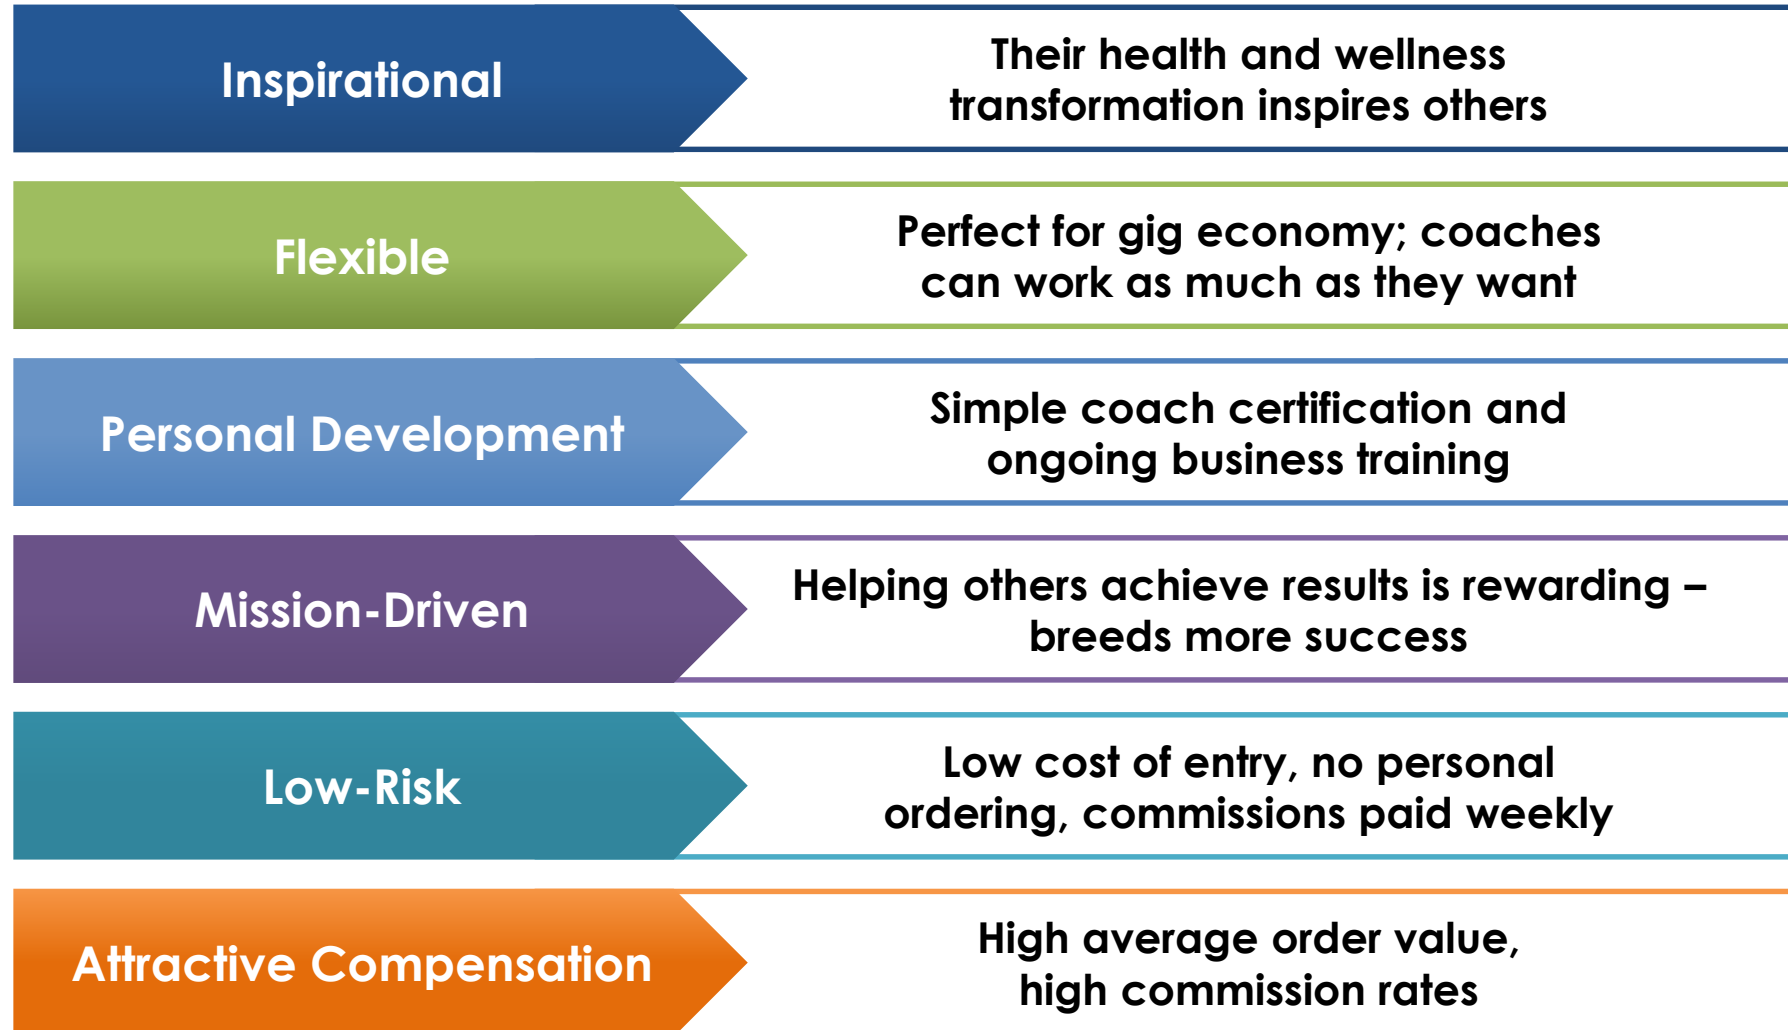 Inspirational
Their health and wellness
transformation inspires others
Flexible
Perfect for gig economy; coaches
can work as much as they want
Personal Development
Simple coach certification and
ongoing business training
Mission-Driven
Helping others achieve results is rewarding –
breeds more success
Low-Risk
Low cost of entry, no personal
ordering, commissions paid weekly
Attractive Compensation
High average order value,
high commission rates